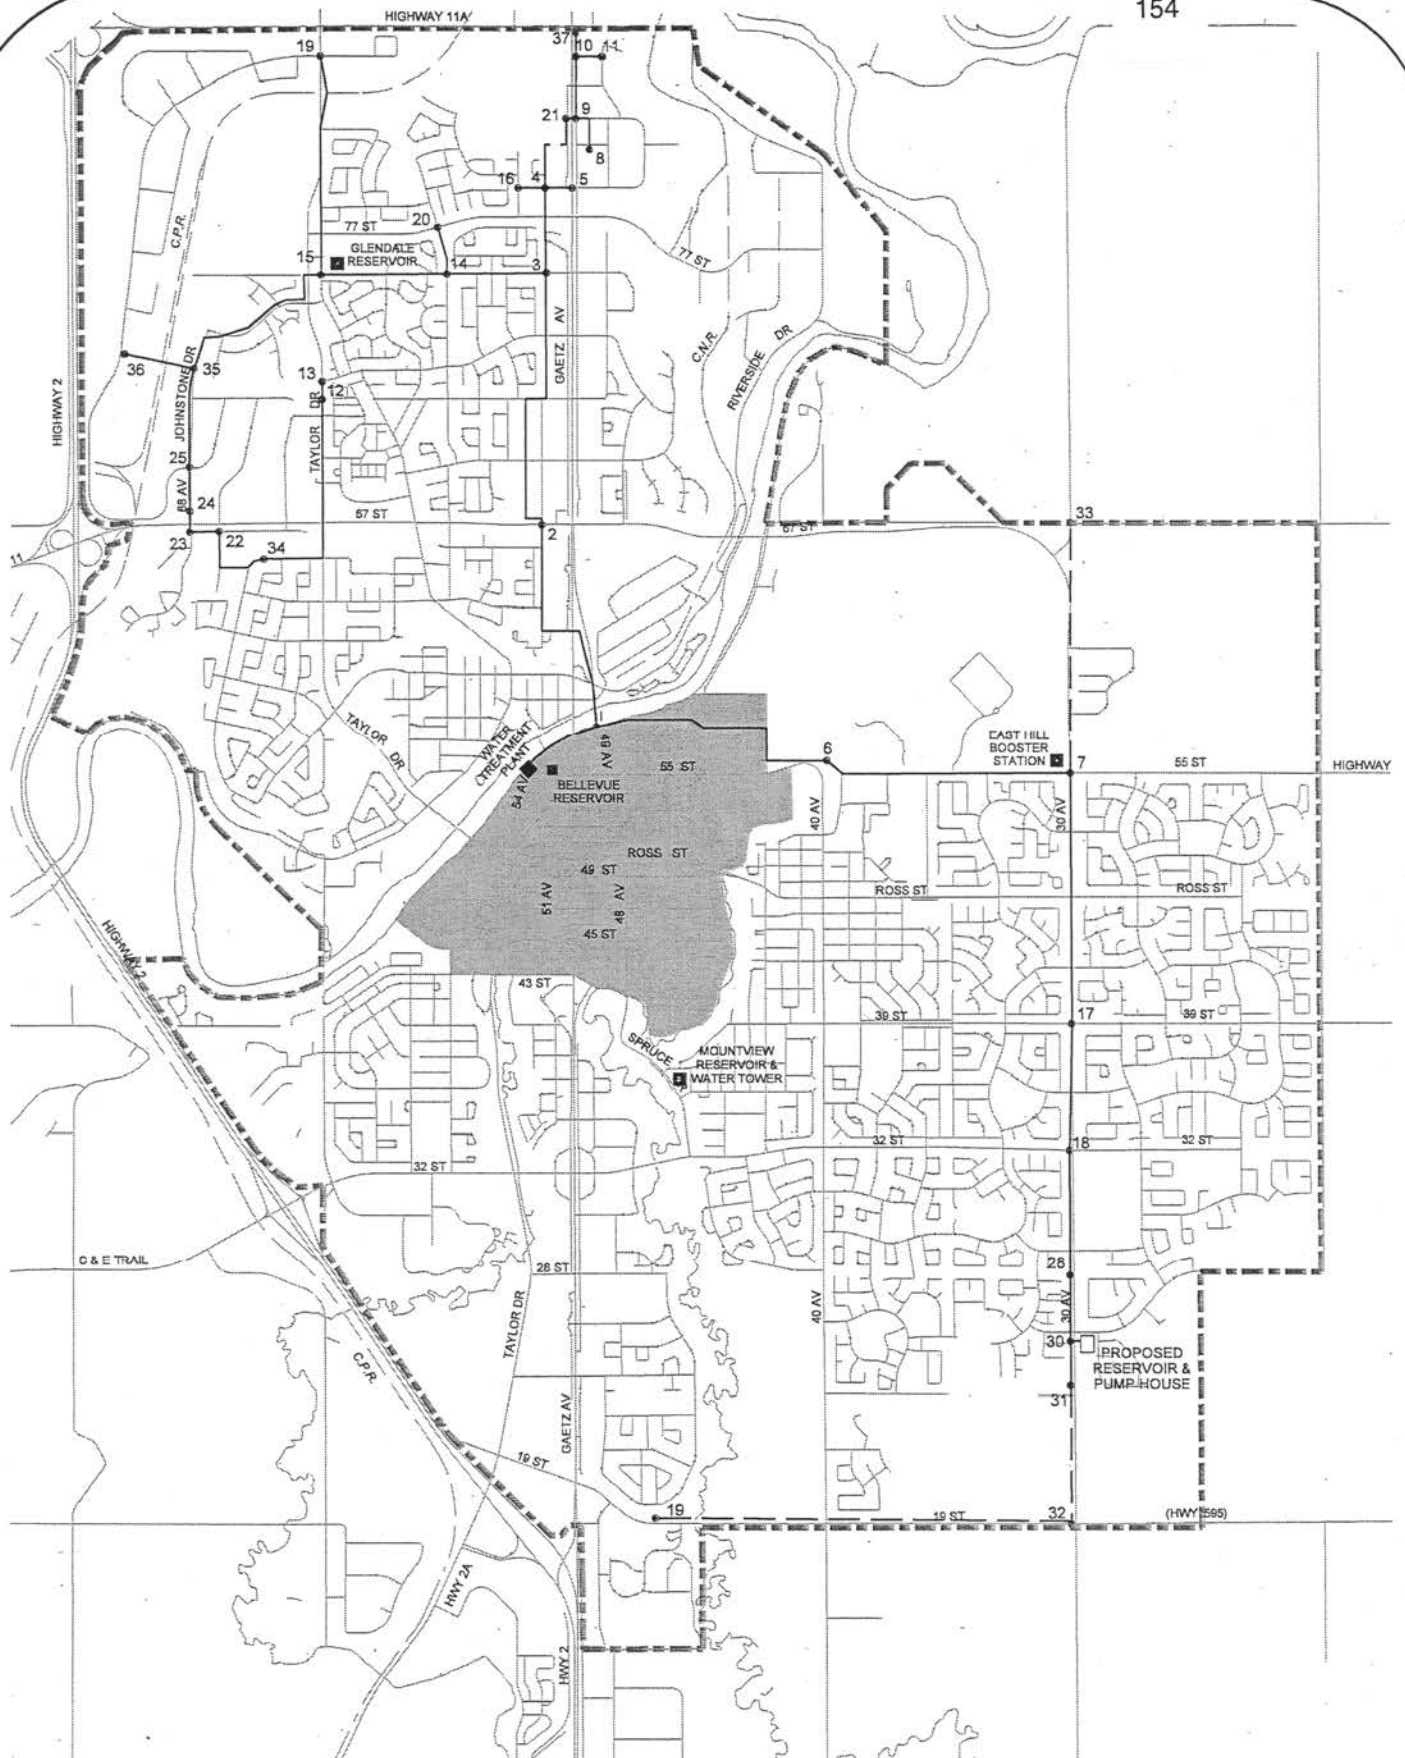 154
HIGHWAY 11A
37
19
10
11
21
9
8
16
4
5
20
77 ST
C.P.R.
GLENDALE
RESERVOIR
15
14
3
77 ST
GAETZ AV
C.N.R.
RIVERSIDE DR
36
35
JOHNSTONE DR
13
12
HIGHWAY 2
TAYLOR DR
25
68 AV
24
67 ST
23
22
34
2
67 ST
33
11
TAYLOR DR
WATER
TREATMENT
PLANT
1
49 AV
6
EAST HILL
BOOSTER
STATION
7
55 ST
HIGHWAY
55 ST
54 AV
BELLEVUE
RESERVOIR
40 AV
30 AV
ROSS ST
49 ST
ROSS ST
ROSS ST
51 AV
48 AV
45 ST
HIGHWAY 2
43 ST
39 ST
17
39 ST
SPRUCE
MOUNTVIEW
RESERVOIR &
WATER TOWER
32 ST
18
32 ST
32 ST
C & E TRAIL
28 ST
28
TAYLOR DR
40 AV
30 AV
30
PROPOSED
RESERVOIR &
PUMP HOUSE
C.P.R.
31
GAETZ AV
19 ST
19
19 ST
32
(HWY 595)
HWY 2A
HWY 2